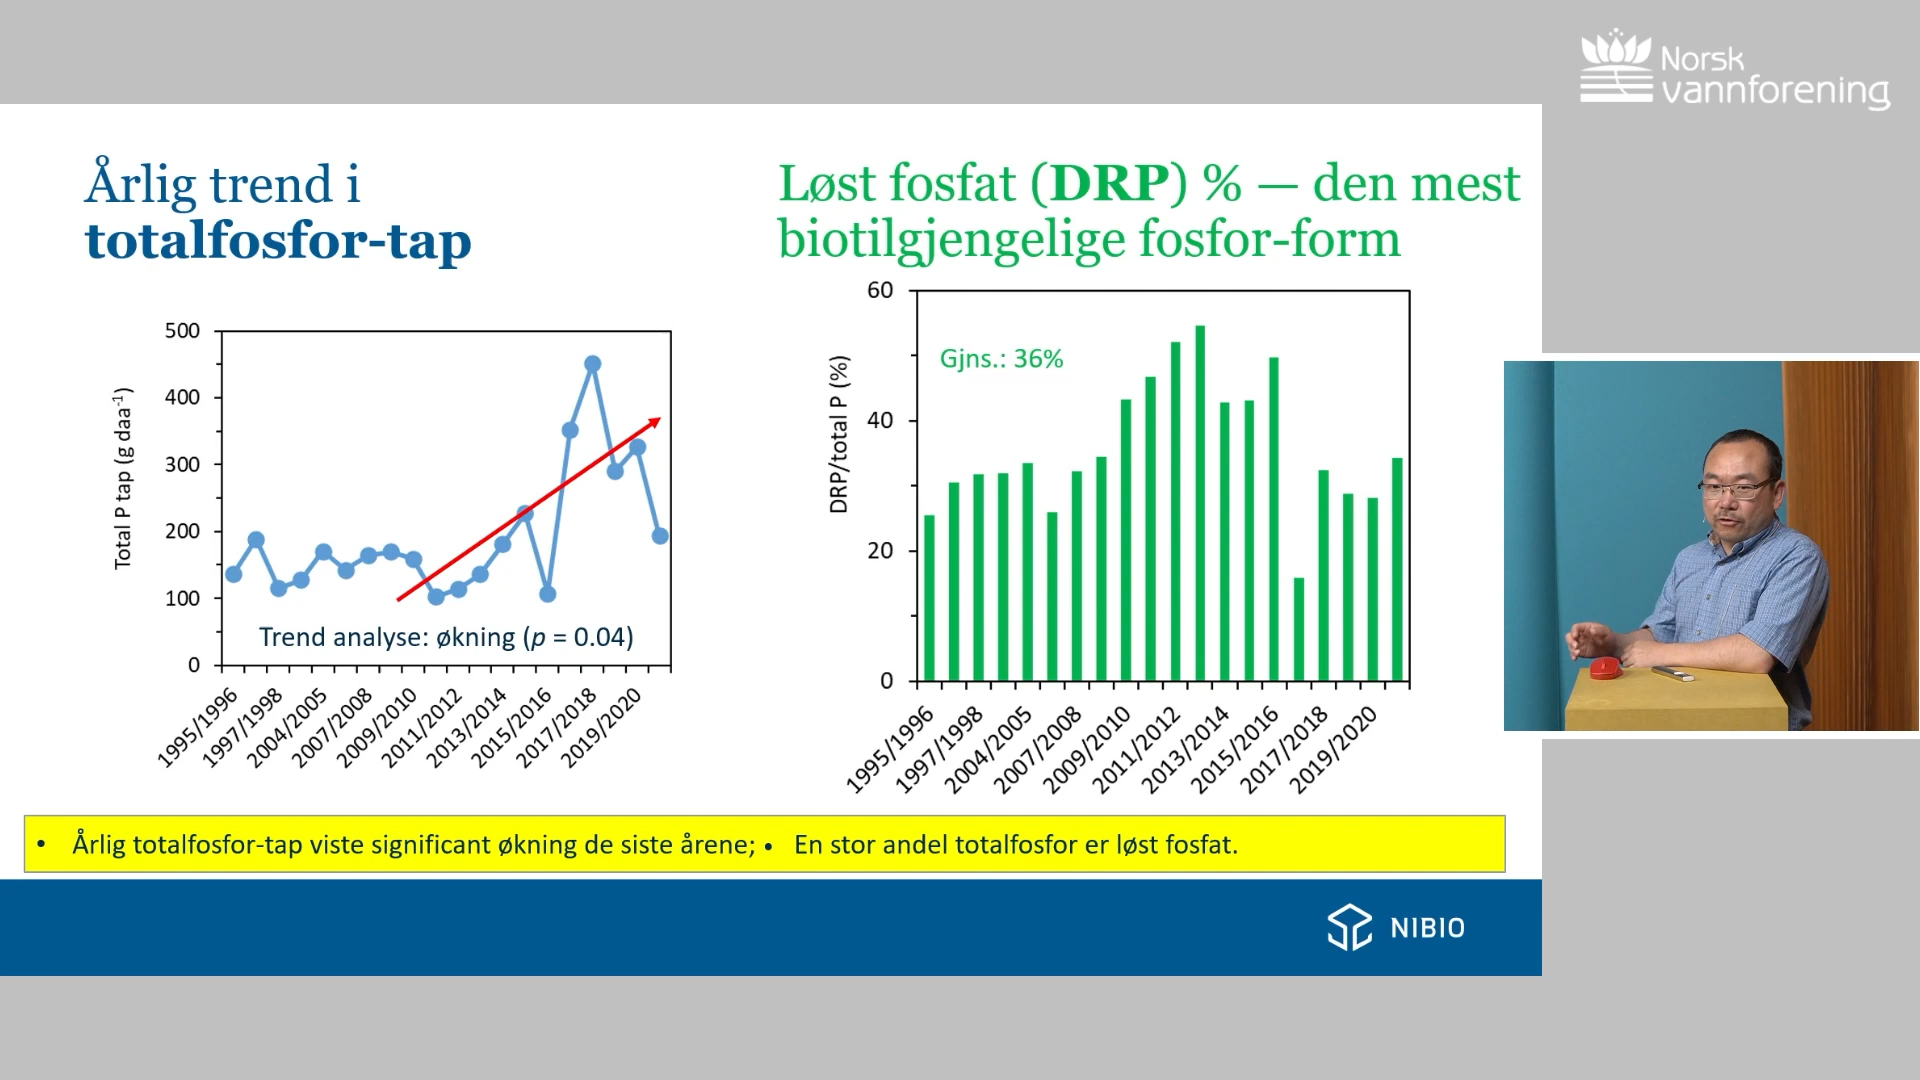 Norsk
vannforening
Årlig trend i
totalfosfor-tap
Løst fosfat (DRP) % — den mest
biotilgjengelige fosfor-form
Total P tap (g daa⁻¹)
500
400
300
200
100
0
Trend analyse: økning (p = 0.04)
1995/1996
1997/1998
2004/2005
2007/2008
2009/2010
2011/2012
2013/2014
2015/2016
2017/2018
2019/2020
DRP/total P (%)
60
40
20
0
Gjns.: 36%
1995/1996
1997/1998
2004/2005
2007/2008
2009/2010
2011/2012
2013/2014
2015/2016
2017/2018
2019/2020
• Årlig totalfosfor-tap viste significant økning de siste årene; • En stor andel totalfosfor er løst fosfat.
NIBIO